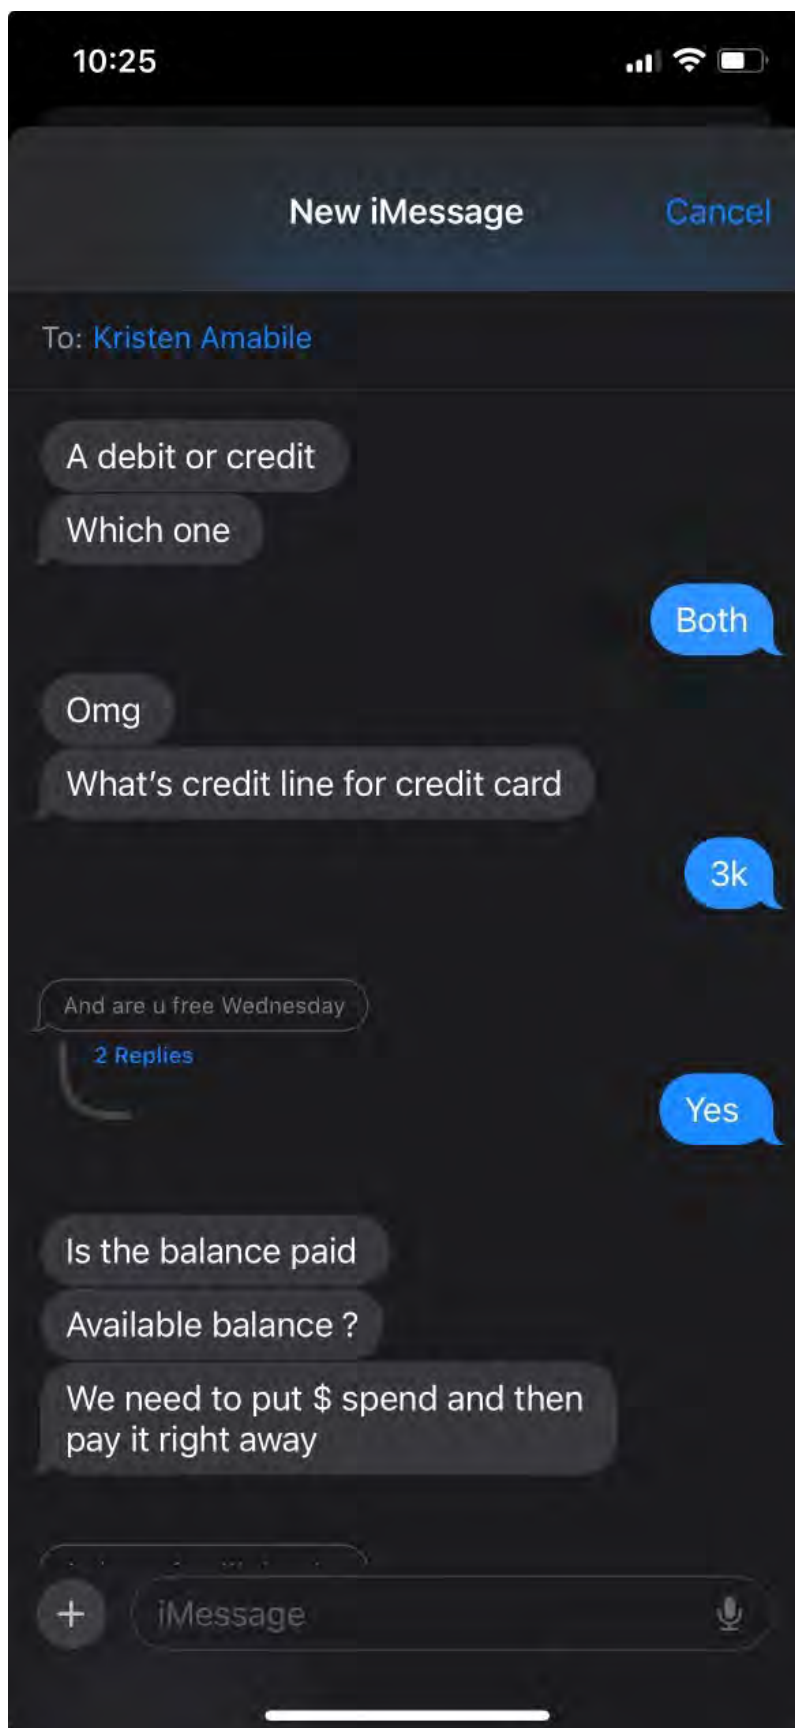 10:25
New iMessage
Cancel
To: Kristen Amabile
A debit or credit
Which one
Both
Omg
What's credit line for credit card
3k
And are u free Wednesday
2 Replies
Yes
Is the balance paid
Available balance ?
We need to put $ spend and then
pay it right away
iMessage